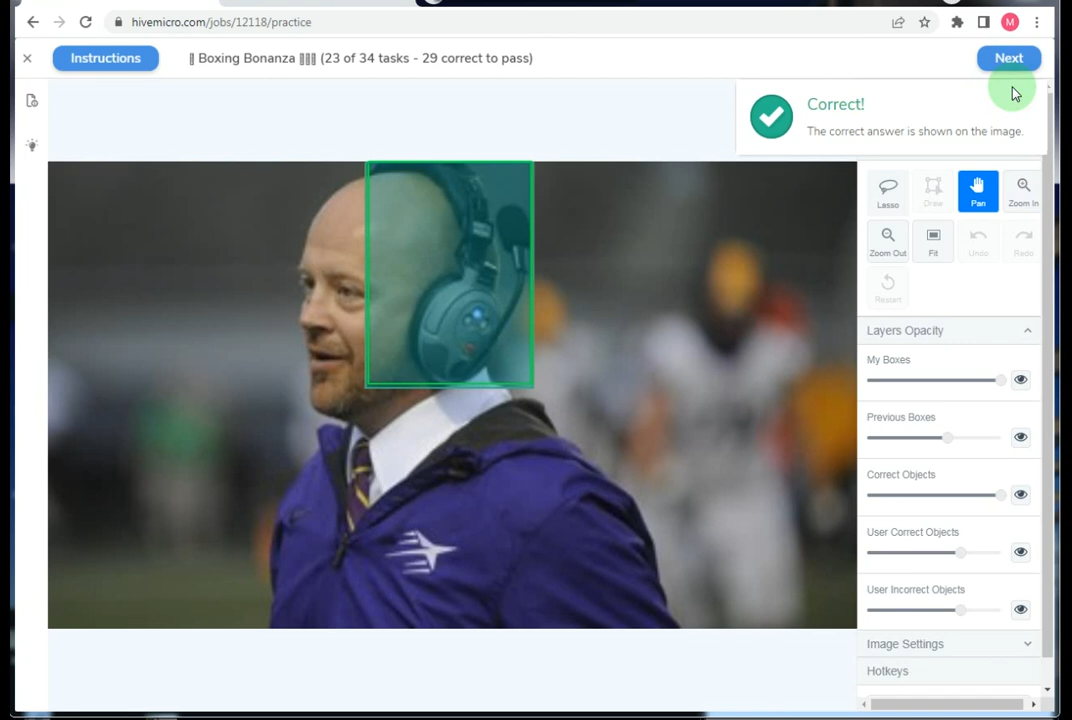 hivemicro.com/jobs/12118/practice
M
Instructions
Boxing Bonanza
(23 of 34 tasks - 29 correct to pass)
Next
Correct!
The correct answer is shown on the image.
Lasso
Draw
Pan
Zoom In
Zoom Out
Fit
Undo
Redo
Restart
Layers Opacity
My Boxes
Previous Boxes
Correct Objects
User Correct Objects
User Incorrect Objects
Image Settings
Hotkeys